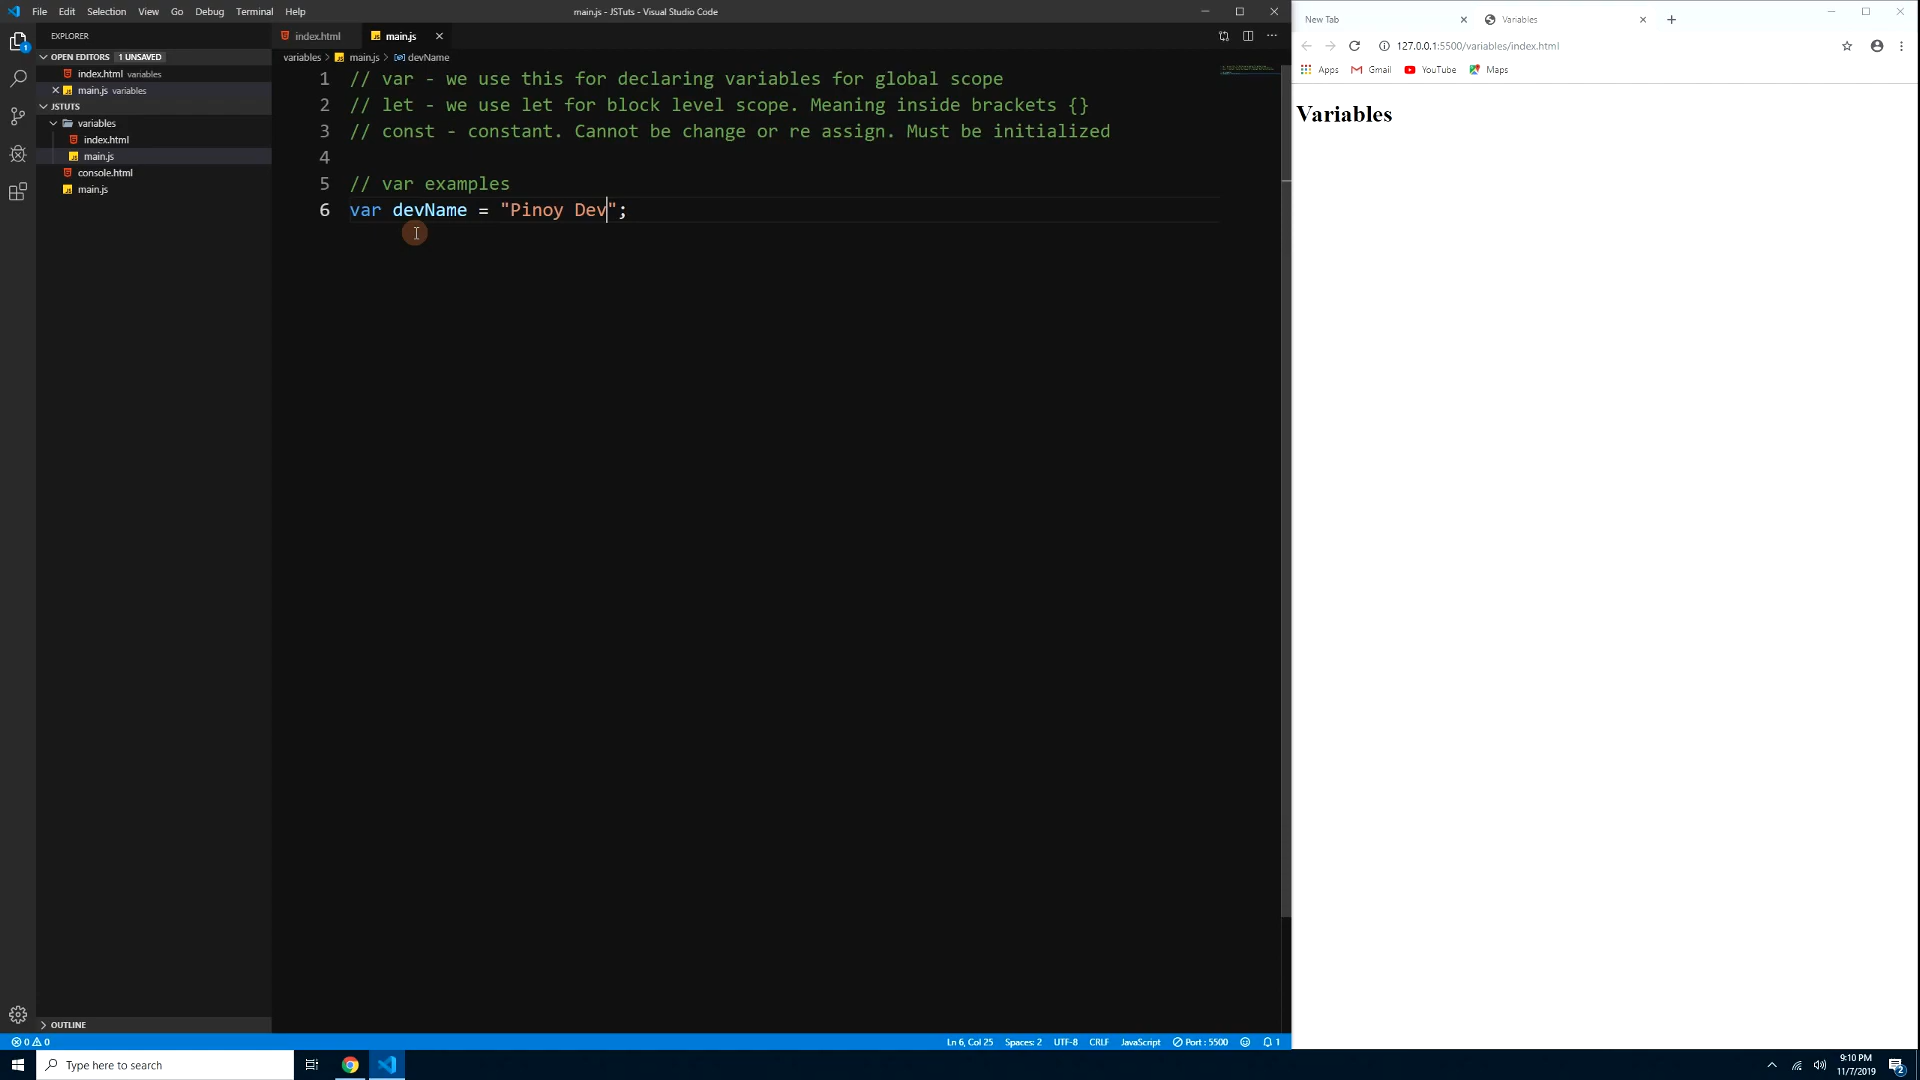 File Edit Selection View Go Debug Terminal Help
main.js - JSTuts - Visual Studio Code
EXPLORER
OPEN EDITORS 1 UNSAVED
index.html variables
main.js variables
JSTUTS
variables
index.html
main.js
console.html
main.js
OUTLINE
index.html main.js
variables > main.js > devName
1 // var - we use this for declaring variables for global scope
2 // let - we use let for block level scope. Meaning inside brackets {}
3 // const - constant. Cannot be change or re assign. Must be initialized
4
5 // var examples
6 var devName = "Pinoy Dev";
0 0
Ln 6, Col 25 Spaces: 2 UTF-8 CRLF JavaScript Port : 5500 1
New Tab Variables
127.0.0.1:5500/variables/index.html
Apps Gmail YouTube Maps
Variables
1
Type here to search
9:10 PM
11/7/2019
2